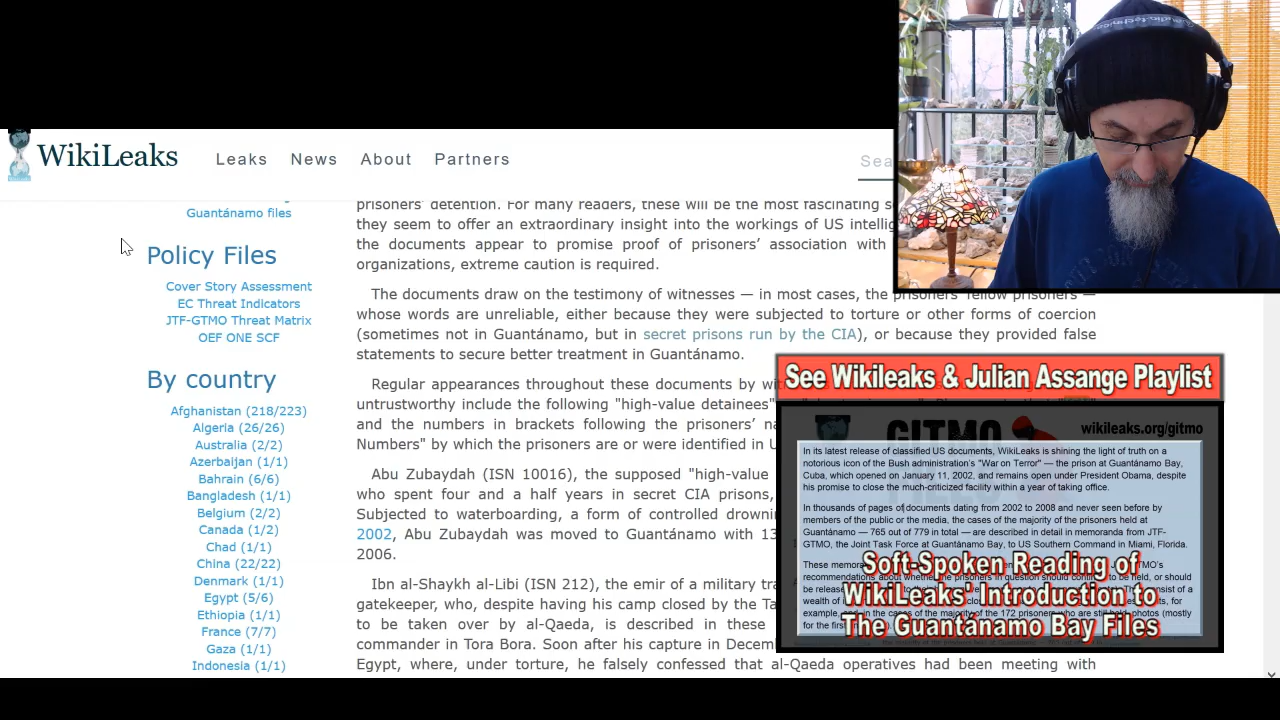 WikiLeaks
Leaks News About Partners
Sea
Guantánamo files
Policy Files
Cover Story Assessment
EC Threat Indicators
JTF-GTMO Threat Matrix
OEF ONE SCF
By country
Afghanistan (218/223)
Algeria (26/26)
Australia (2/2)
Azerbaijan (1/1)
Bahrain (6/6)
Bangladesh (1/1)
Belgium (2/2)
Canada (1/2)
Chad (1/1)
China (22/22)
Denmark (1/1)
Egypt (5/6)
Ethiopia (1/1)
France (7/7)
Gaza (1/1)
Indonesia (1/1)
prisoners’ detention. For many readers, these will be the most fascinating
they seem to offer an extraordinary insight into the workings of US
the documents appear to promise proof of prisoners’ association with
organizations, extreme caution is required.
The documents draw on the testimony of witnesses — in most cases, the prisoners’ fellow prisoners —
whose words are unreliable, either because they were subjected to torture or other forms of coercion
(sometimes not in Guantánamo, but in secret prisons run by the CIA), or because they provided false
statements to secure better treatment in Guantánamo.
Regular appearances throughout these documents by
untrustworthy include the following "high-value detainees"
and the numbers in brackets following the prisoners’
Numbers" by which the prisoners are or were identified in
Abu Zubaydah (ISN 10016), the supposed "high-value
who spent four and a half years in secret CIA prisons,
Subjected to waterboarding, a form of controlled
2002, Abu Zubaydah was moved to Guantánamo with 13
2006.
Ibn al-Shaykh al-Libi (ISN 212), the emir of a military
gatekeeper, who, despite having his camp closed by the
to be taken over by al-Qaeda, is described in these
commander in Tora Bora. Soon after his capture in
Egypt, where, under torture, he falsely confessed that al-Qaeda operatives had been meeting with
See Wikileaks & Julian Assange Playlist
GITMO
wikileaks.org/gitmo
In its latest release of classified US documents, WikiLeaks is shining the light of truth on a
notorious icon of the Bush administration's "War on Terror" — the prison at Guantánamo Bay,
Cuba, which opened on January 11, 2002, and remains open under President Obama, despite
his promise to close the much-criticized facility within a year of taking office.
In thousands of pages of documents dating from 2002 to 2008 and never seen before by
members of the public or the media, the cases of the majority of the prisoners held at
Guantánamo — 765 out of 779 in total — are described in detail in memoranda from JTF-
GTMO, the Joint Task Force at Guantánamo Bay, to US Southern Command in Miami, Florida.
These
Soft-Spoken Reading of
WikiLeaks' Introduction to
The Guantánamo Bay Files